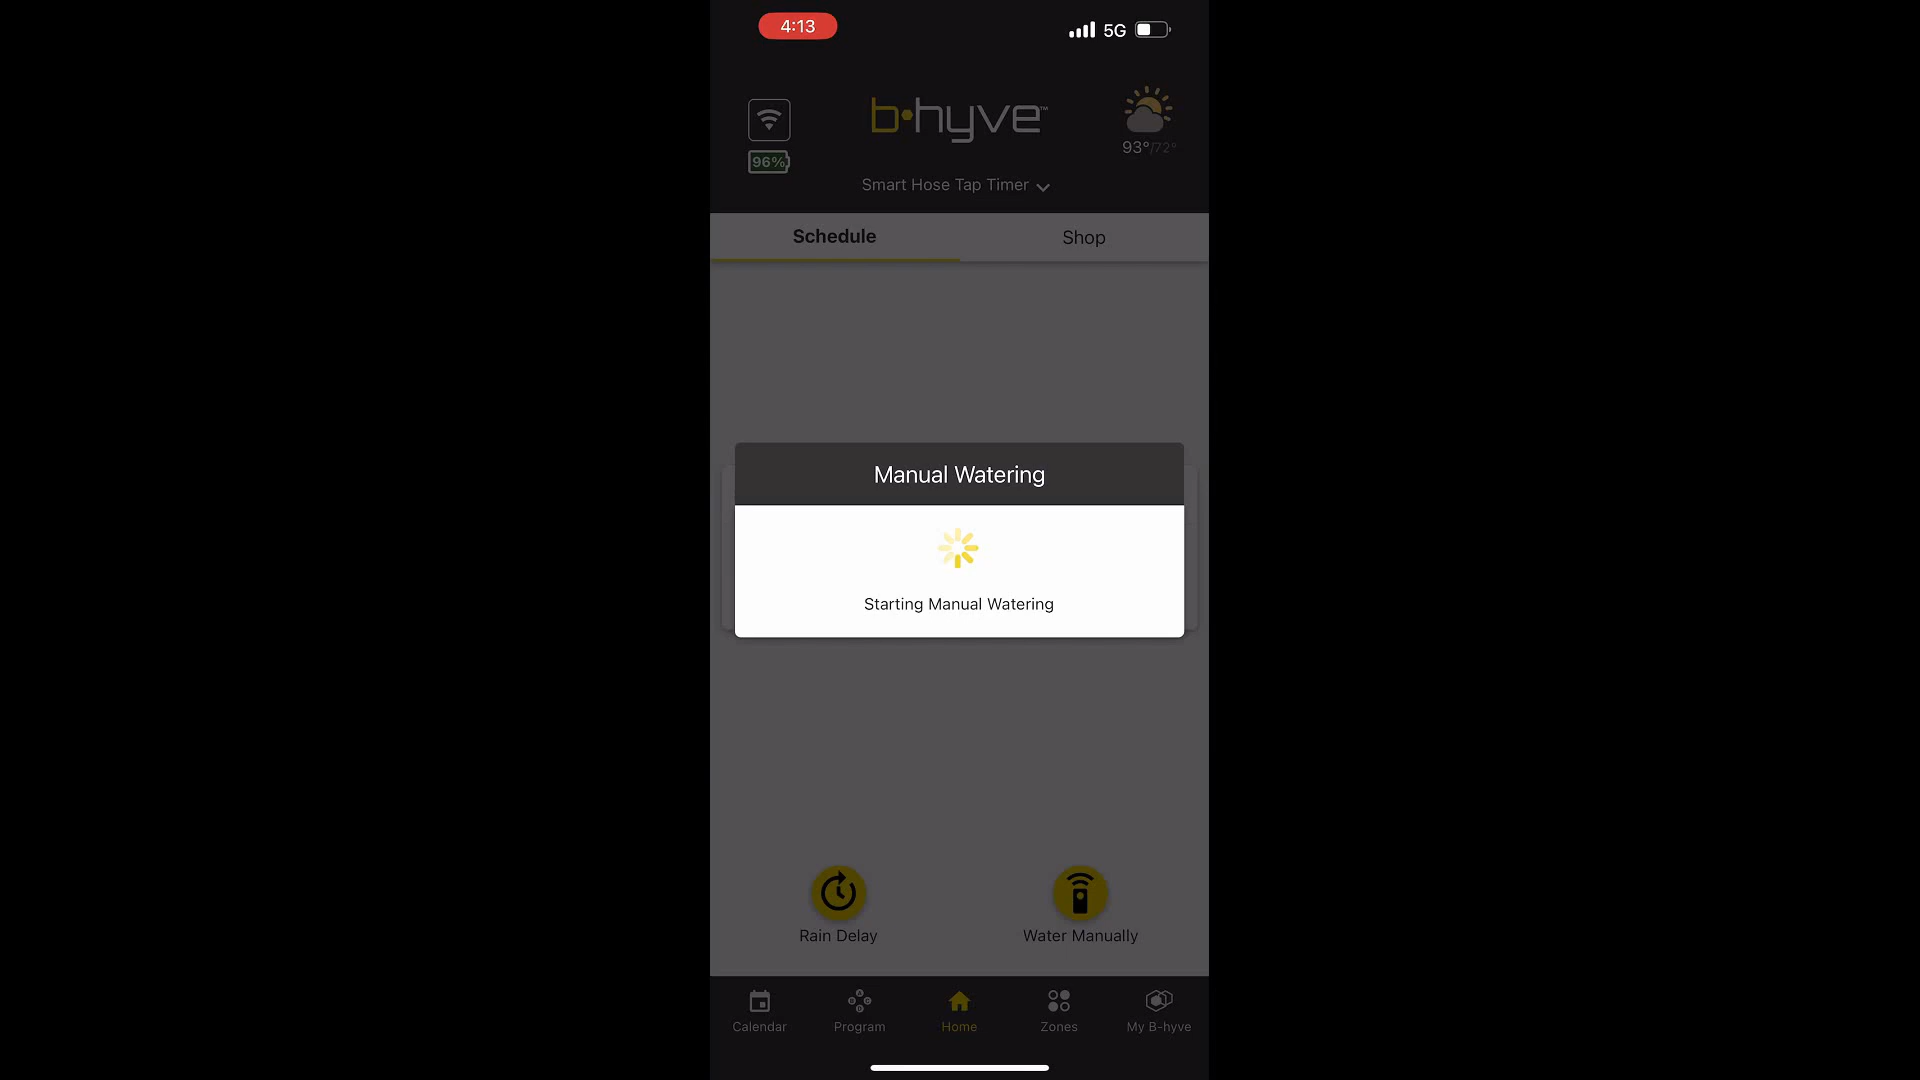 4:13
5G
b·hyve™
96%
93°/72°
Smart Hose Tap Timer
Schedule
Shop
Manual Watering
Starting Manual Watering
Rain Delay
Water Manually
Calendar
Program
Home
Zones
My B-hyve